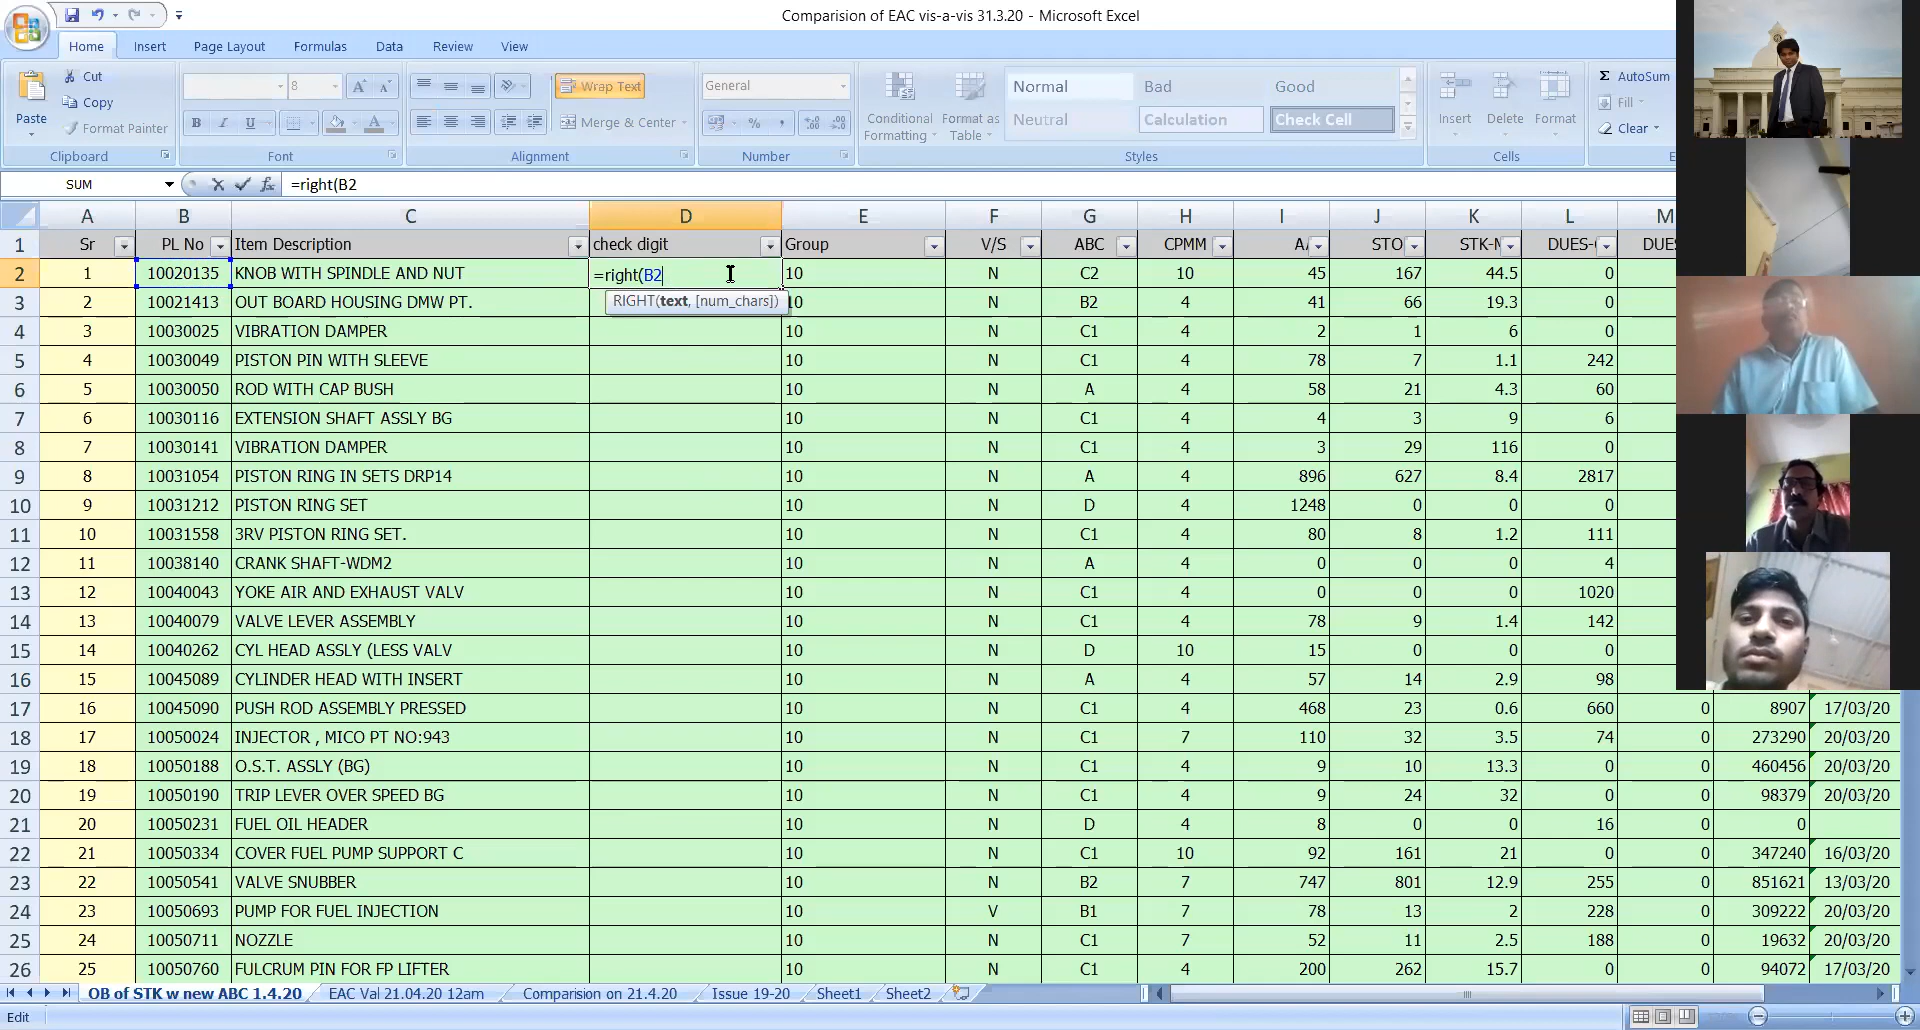 Comparision of EAC vis-a-vis 31.3.20 - Microsoft Excel
Home Insert Page Layout Formulas Data Review View
Paste Cut Copy Format Painter
8 A A B I U A
Wrap Text Merge & Center
General % ,
Conditional Formatting Format as Table
Normal Bad Good
Neutral Calculation Check Cell
Insert Delete Format
Σ AutoSum
Fill
Clear
Clipboard Font Alignment Number Styles Cells
SUM fx =right(B2
A B C D E F G H I J K L M
1 Sr PL No Item Description check digit Group V/S ABC CPMM STO STK-M DUES- DUES
2 1 10020135 KNOB WITH SPINDLE AND NUT =right(B2 10 N C2 10 45 167 44.5 0
RIGHT(text, [num_chars])
3 2 10021413 OUT BOARD HOUSING DMW PT. 10 N B2 4 41 66 19.3 0
4 3 10030025 VIBRATION DAMPER 10 N C1 4 2 1 6 0
5 4 10030049 PISTON PIN WITH SLEEVE 10 N C1 4 78 7 1.1 242
6 5 10030050 ROD WITH CAP BUSH 10 N A 4 58 21 4.3 60
7 6 10030116 EXTENSION SHAFT ASSLY BG 10 N C1 4 4 3 9 6
8 7 10030141 VIBRATION DAMPER 10 N C1 4 3 29 116 0
9 8 10031054 PISTON RING IN SETS DRP14 10 N A 4 896 627 8.4 2817
10 9 10031212 PISTON RING SET 10 N D 4 1248 0 0 0
11 10 10031558 3RV PISTON RING SET. 10 N C1 4 80 8 1.2 111
12 11 10038140 CRANK SHAFT-WDM2 10 N A 4 0 0 0 4
13 12 10040043 YOKE AIR AND EXHAUST VALV 10 N C1 4 0 0 0 1020
14 13 10040079 VALVE LEVER ASSEMBLY 10 N C1 4 78 9 1.4 142
15 14 10040262 CYL HEAD ASSLY (LESS VALV 10 N D 10 15 0 0 0
16 15 10045089 CYLINDER HEAD WITH INSERT 10 N A 4 57 14 2.9 98
17 16 10045090 PUSH ROD ASSEMBLY PRESSED 10 N C1 4 468 23 0.6 660 0 8907 17/03/20
18 17 10050024 INJECTOR , MICO PT NO:943 10 N C1 7 110 32 3.5 74 0 273290 20/03/20
19 18 10050188 O.S.T. ASSLY (BG) 10 N C1 4 9 10 13.3 0 0 460456 20/03/20
20 19 10050190 TRIP LEVER OVER SPEED BG 10 N C1 4 9 24 32 0 0 98379 20/03/20
21 20 10050231 FUEL OIL HEADER 10 N D 4 8 0 0 16 0 0
22 21 10050334 COVER FUEL PUMP SUPPORT C 10 N C1 10 92 161 21 0 0 347240 16/03/20
23 22 10050541 VALVE SNUBBER 10 N B2 7 747 801 12.9 255 0 851621 13/03/20
24 23 10050693 PUMP FOR FUEL INJECTION 10 V B1 7 78 13 2 228 0 309222 20/03/20
25 24 10050711 NOZZLE 10 N C1 7 52 11 2.5 188 0 19632 20/03/20
26 25 10050760 FULCRUM PIN FOR FP LIFTER 10 N C1 4 200 262 15.7 0 0 94072 17/03/20
OB of STK w new ABC 1.4.20 EAC Val 21.04.20 12am Comparision on 21.4.20 Issue 19-20 Sheet1 Sheet2
Edit